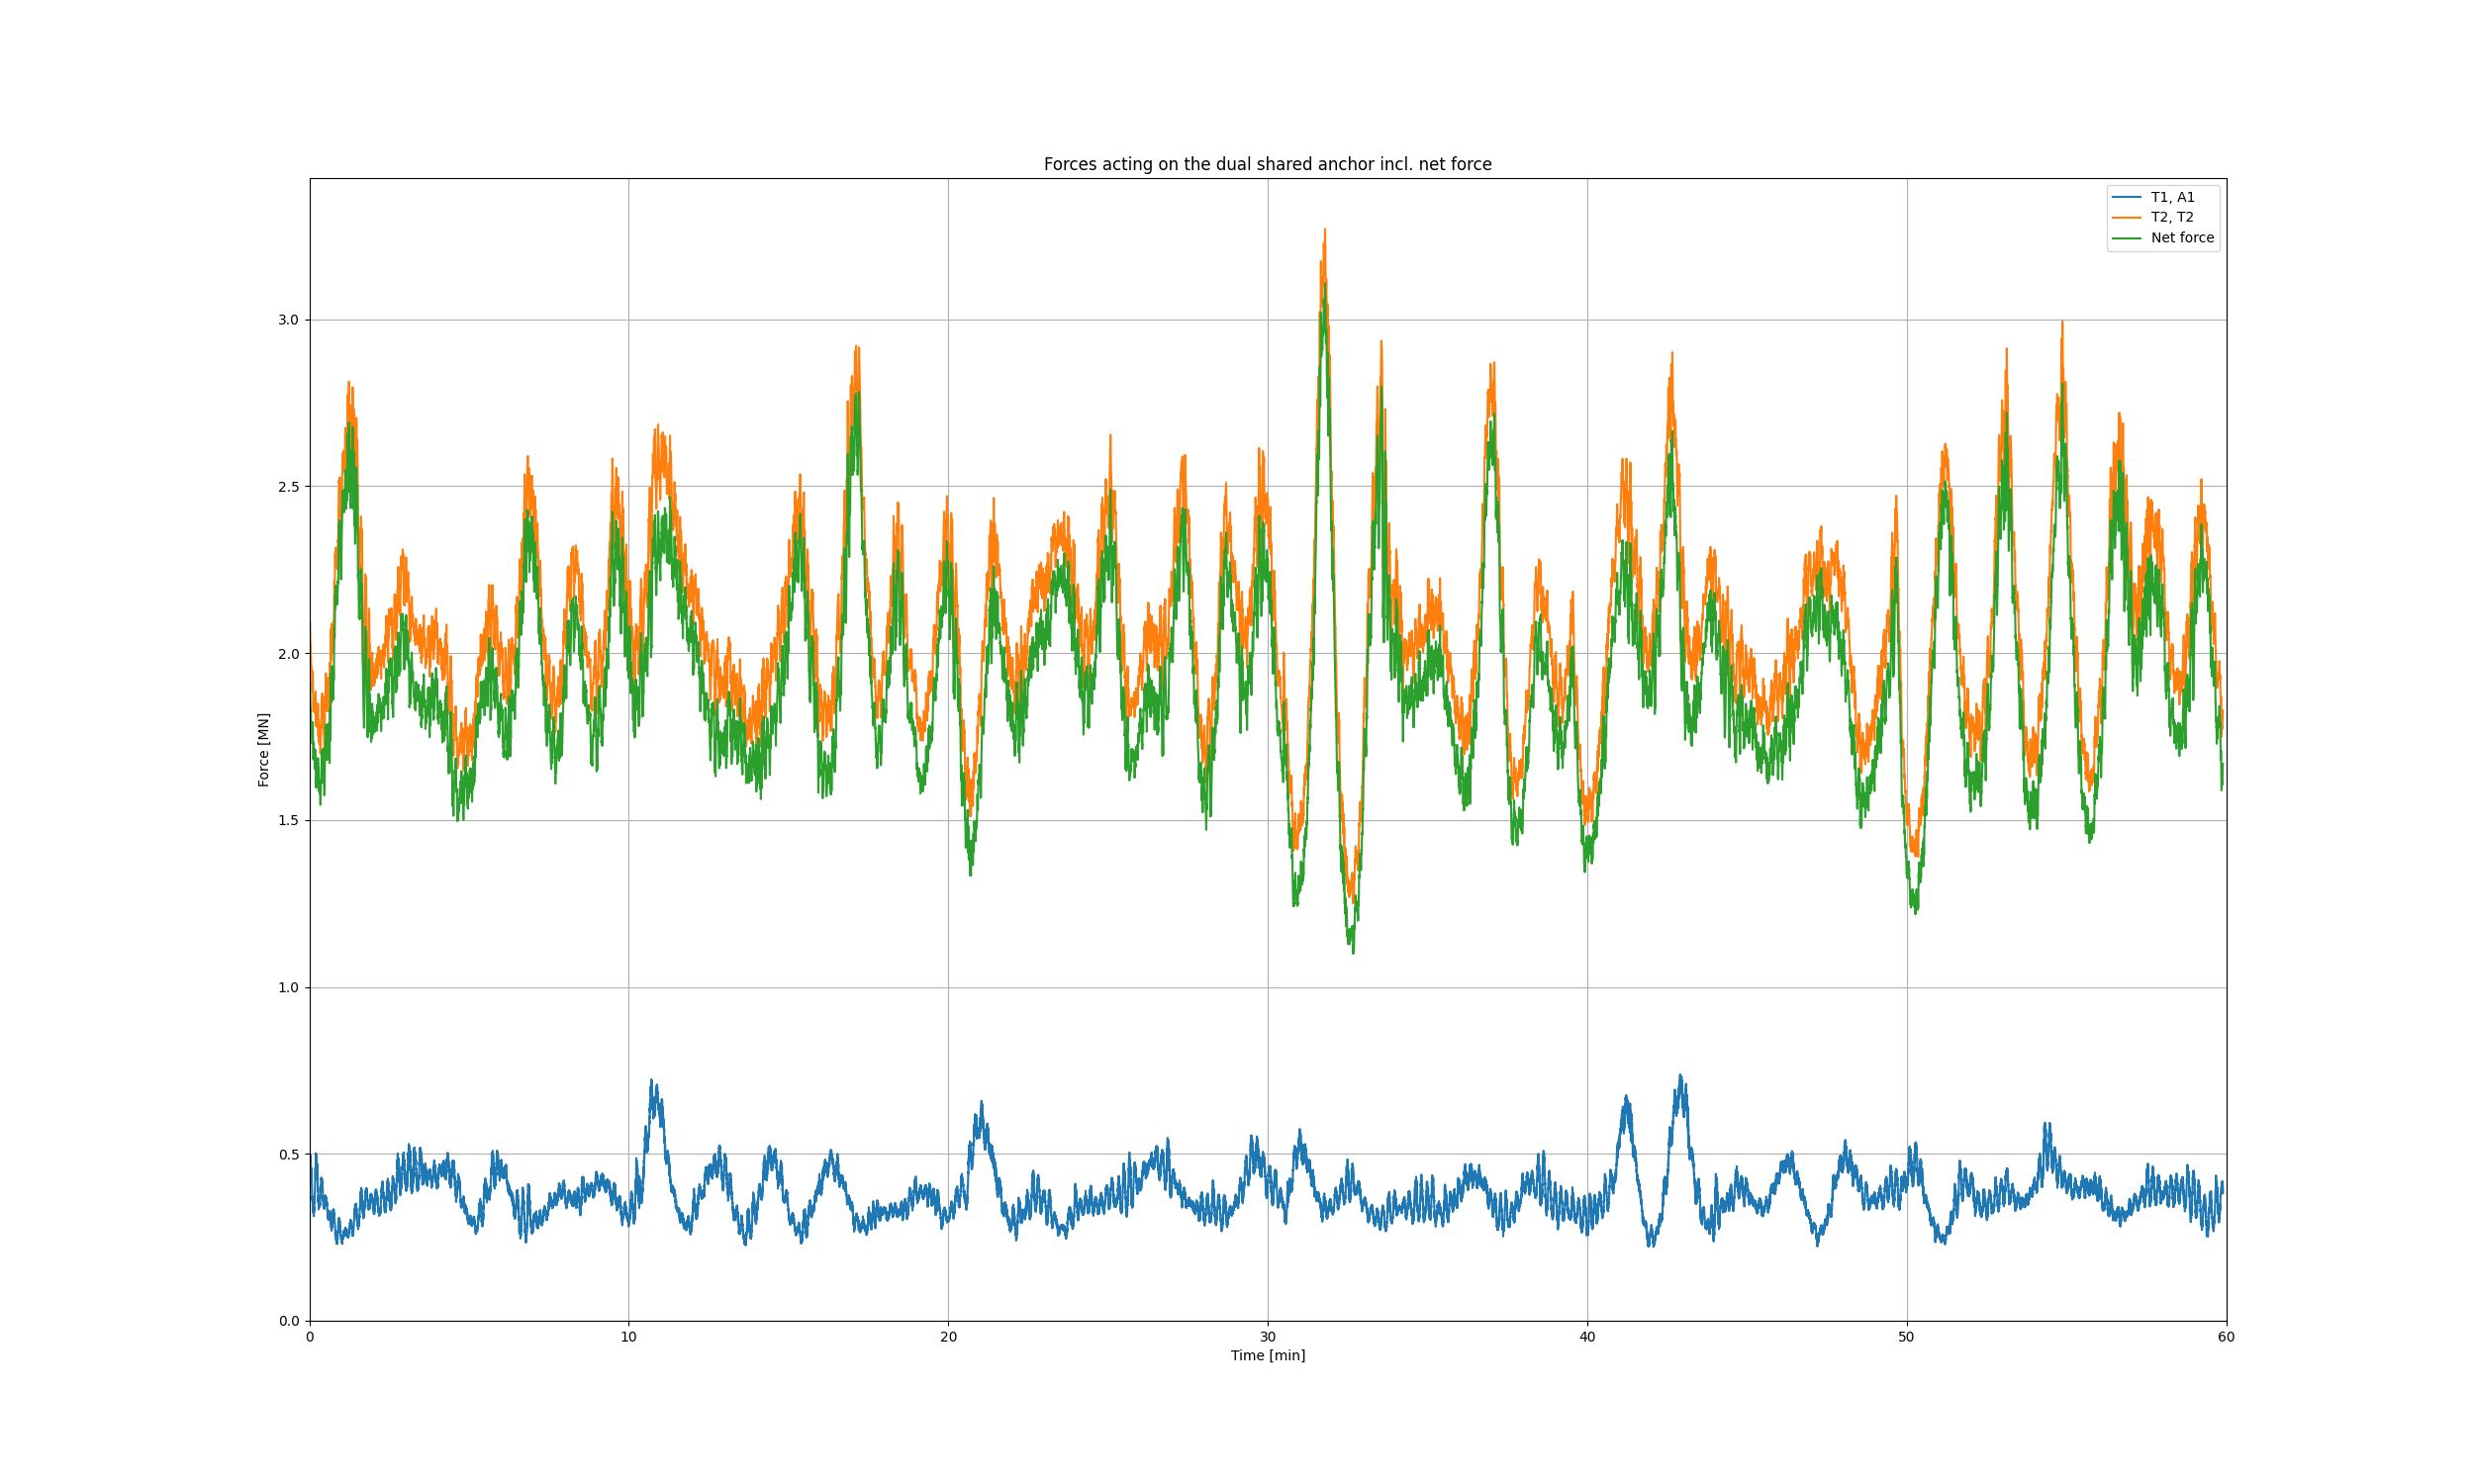 Forces acting on the dual shared anchor incl. net force
T1, A1
T2, T2
Net force
Force [MN]
3.0
2.5
2.0
1.5
1.0
0.5
0.0
0 10 20 30 40 50 60
Time [min]